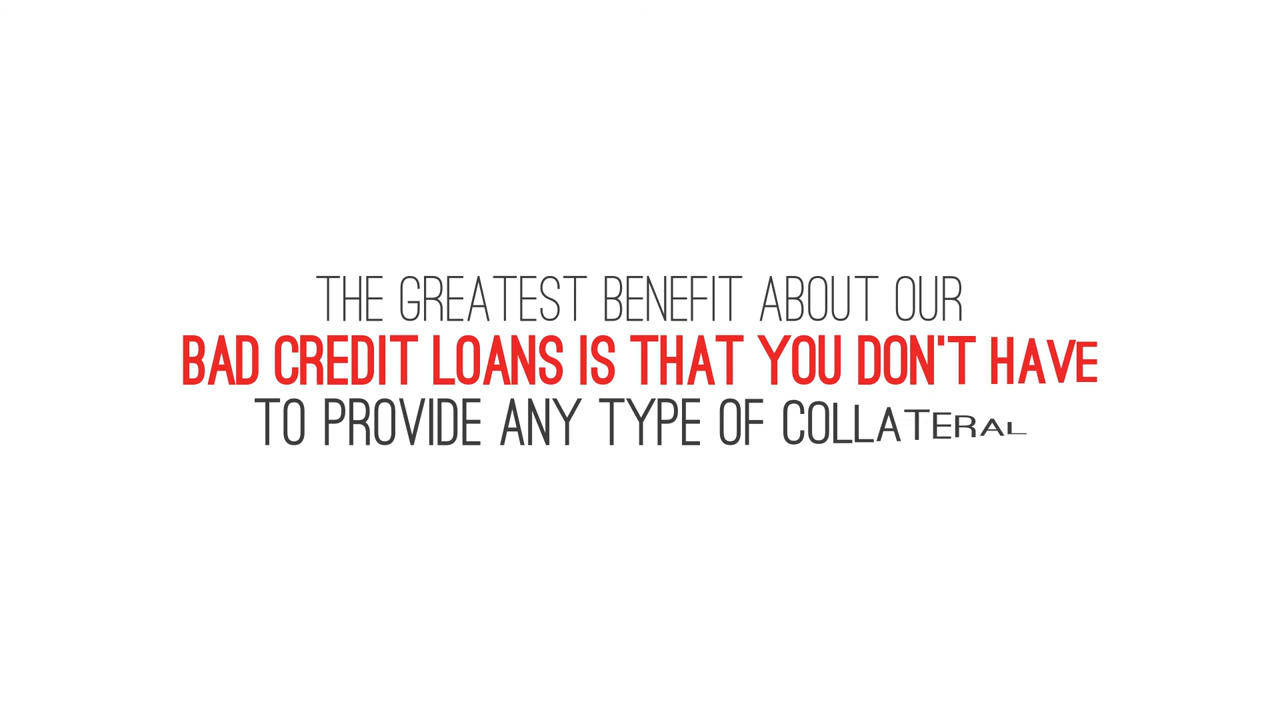 THE GREATEST BENEFIT ABOUT OUR
BAD CREDIT LOANS IS THAT YOU DON'T HAVE
TO PROVIDE ANY TYPE OF COLLATERAL